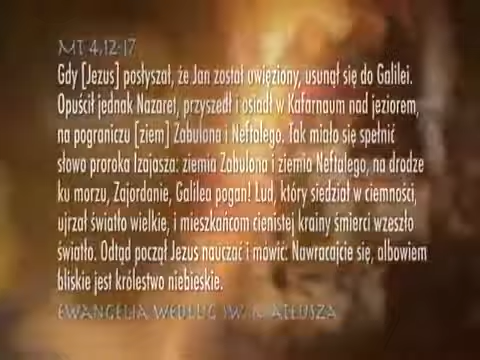 MT 4,12-17
Gdy [Jezus] posłyszał, że Jan został uwięziony, usunął się do Galilei.
Opuścił jednak Nazaret, przyszedł i osiadł w Kafarnaum nad jeziorem,
na pograniczu [ziem] Zabulona i Neftalego. Tak miało się spełnić
słowo proroka Izajasza: ziemia Zabulona i ziemia Neftalego, na drodze
ku morzu, Zajordanie, Galilea pogan! Lud, który siedział w ciemności,
ujrzał światło wielkie, i mieszkańcom cienistej krainy śmierci wzeszło
światło. Odtąd począł Jezus nauczać i mówić: Nawracajcie się, albowiem
bliskie jest królestwo niebieskie.
EWANGELIA WEDŁUG ŚW. MATEUSZA